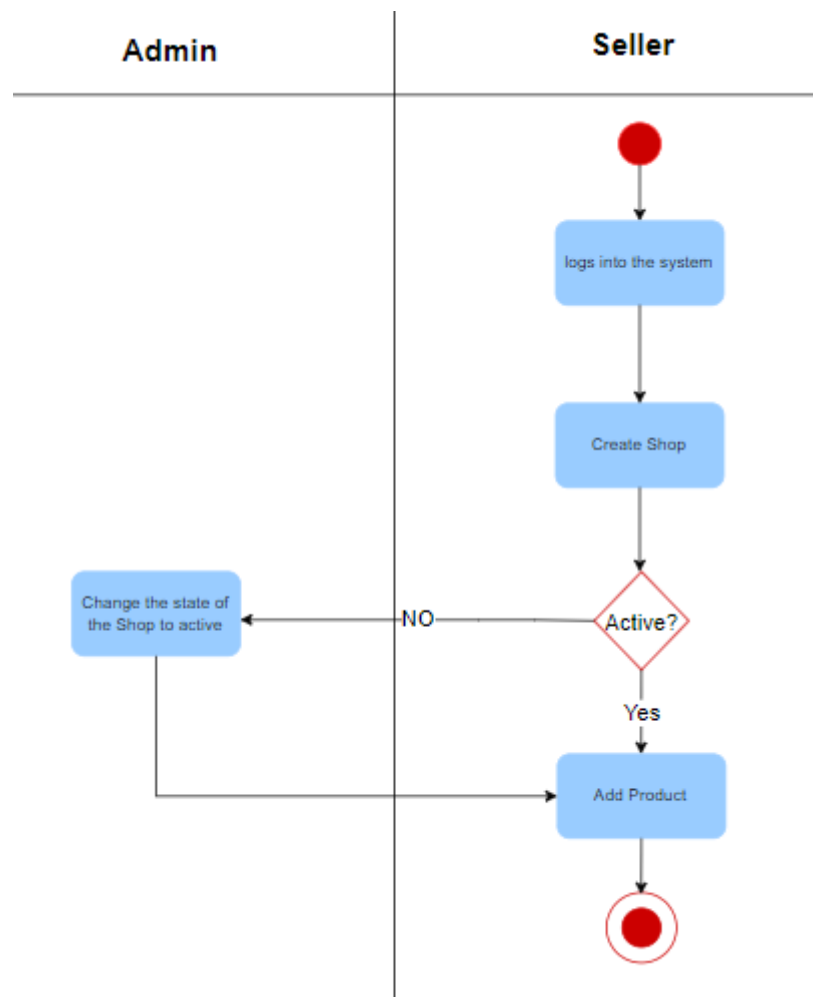 Admin
Seller
logs into the system
Create Shop
Change the state of
the Shop to active
NO
Active?
Yes
Add Product